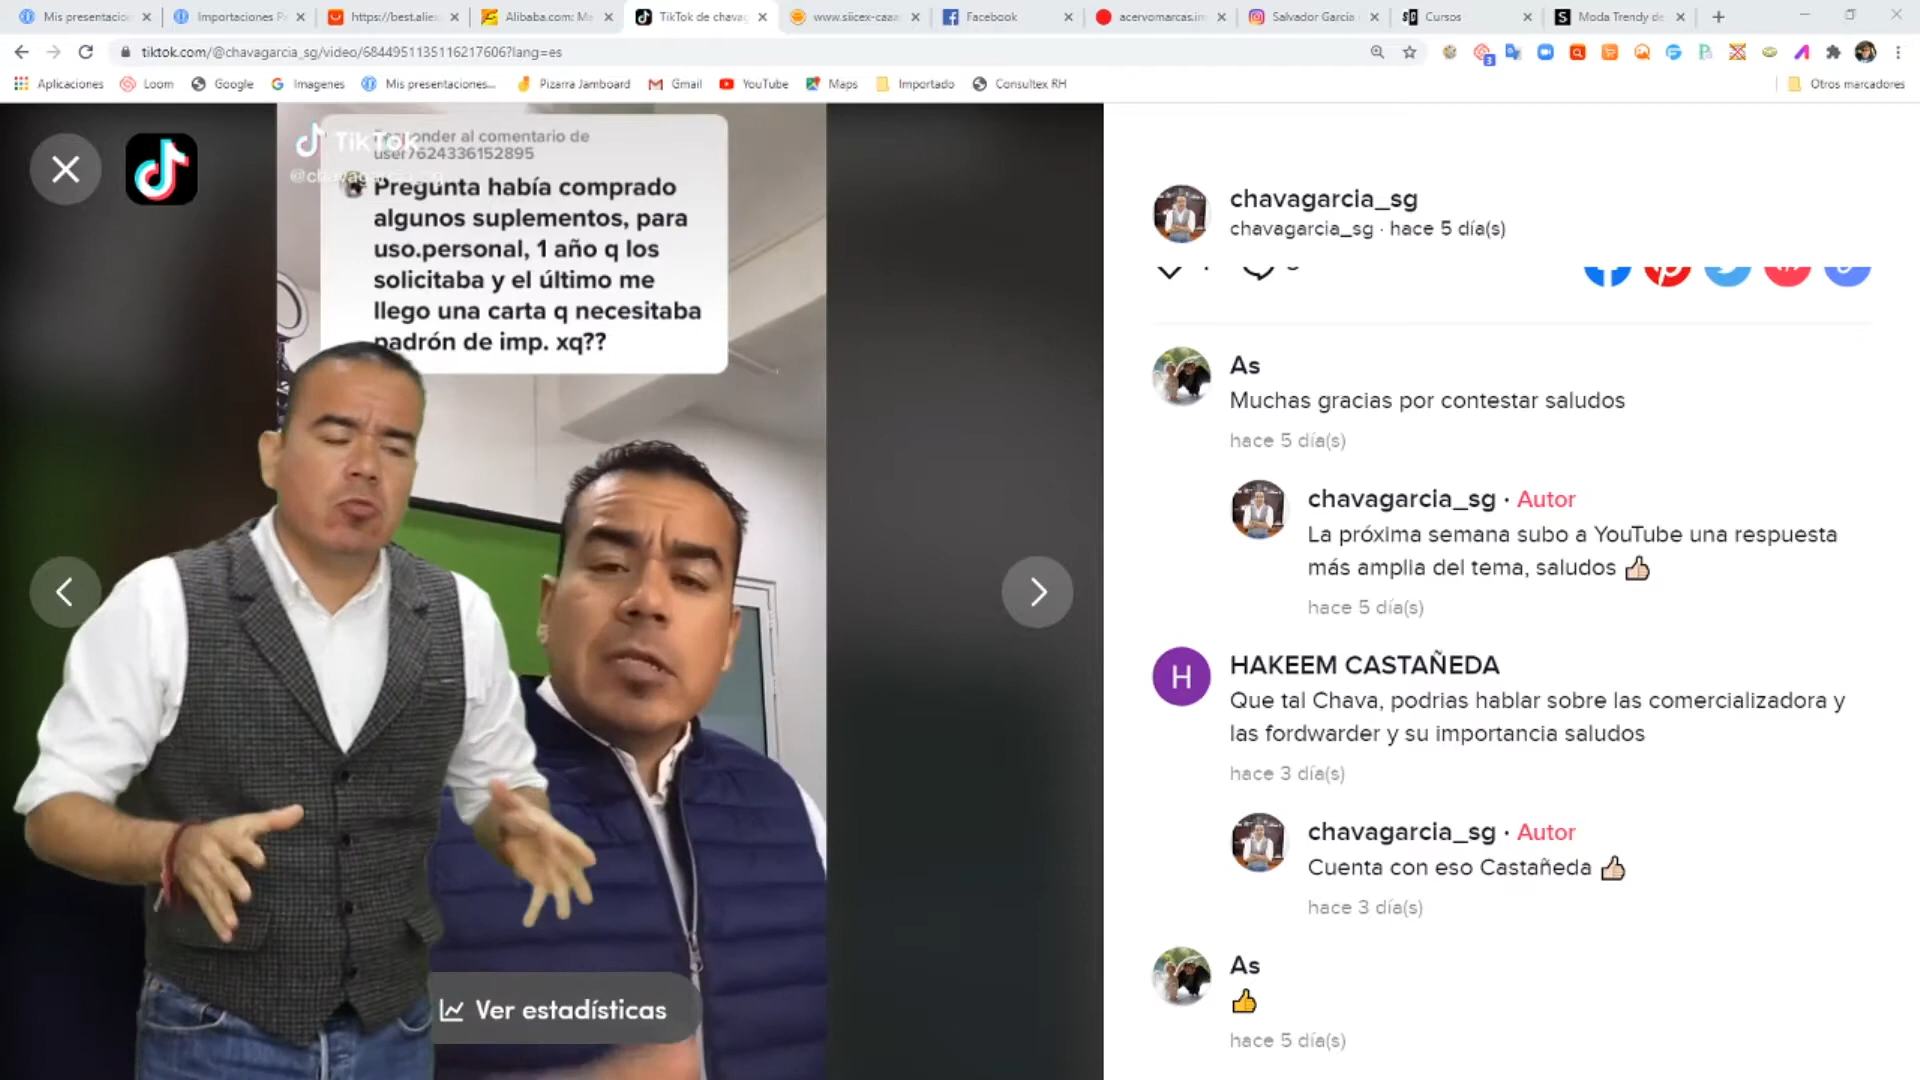 Mis presentacio
Importaciones P
https://best.aliex
Alibaba.com: M
TikTok de chavag
www.siicex-caaa
Facebook
acervomarcas.im
Salvador Garcia
Cursos
Moda Trendy de
tiktok.com/@chavagarcia_sg/video/6844951135116217606?lang=es
Aplicaciones
Loom
Google
Imagenes
Mis presentaciones...
Pizarra Jamboard
Gmail
YouTube
Maps
Importado
Consultex RH
Otros marcadores
TikTok
Responder al comentario de
user7624336152895
Pregunta había comprado
algunos suplementos, para
uso.personal, 1 año q los
solicitaba y el último me
llego una carta q necesitaba
padrón de imp. xq??
Ver estadísticas
chavagarcia_sg
chavagarcia_sg · hace 5 día(s)
As
Muchas gracias por contestar saludos
hace 5 día(s)
chavagarcia_sg · Autor
La próxima semana subo a YouTube una respuesta
más amplia del tema, saludos 👍🏻
hace 5 día(s)
H
HAKEEM CASTAÑEDA
Que tal Chava, podrias hablar sobre las comercializadora y
las fordwarder y su importancia saludos
hace 3 día(s)
chavagarcia_sg · Autor
Cuenta con eso Castañeda 👍🏻
hace 3 día(s)
As
👍
hace 5 día(s)